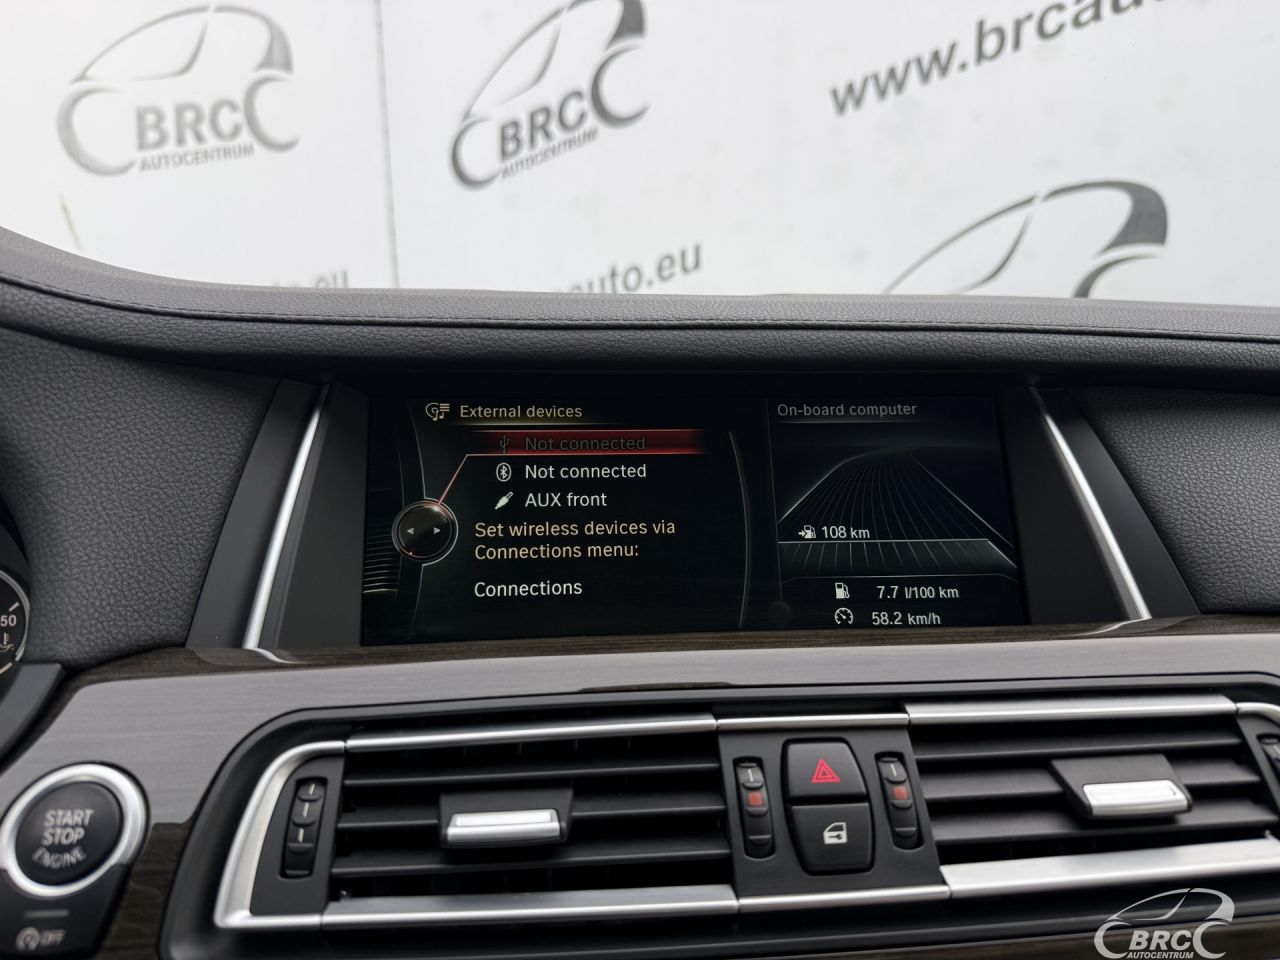 BRC
AUTOCENTRUM
BRC
AUTOCENTRUM
www.brcauto
auto.eu
External devices
Not connected
Not connected
AUX front
Set wireless devices via
Connections menu:
Connections
On-board computer
108 km
7.7 l/100 km
58.2 km/h
50
START
STOP
ENGINE
OFF
BRC
AUTOCENTRUM